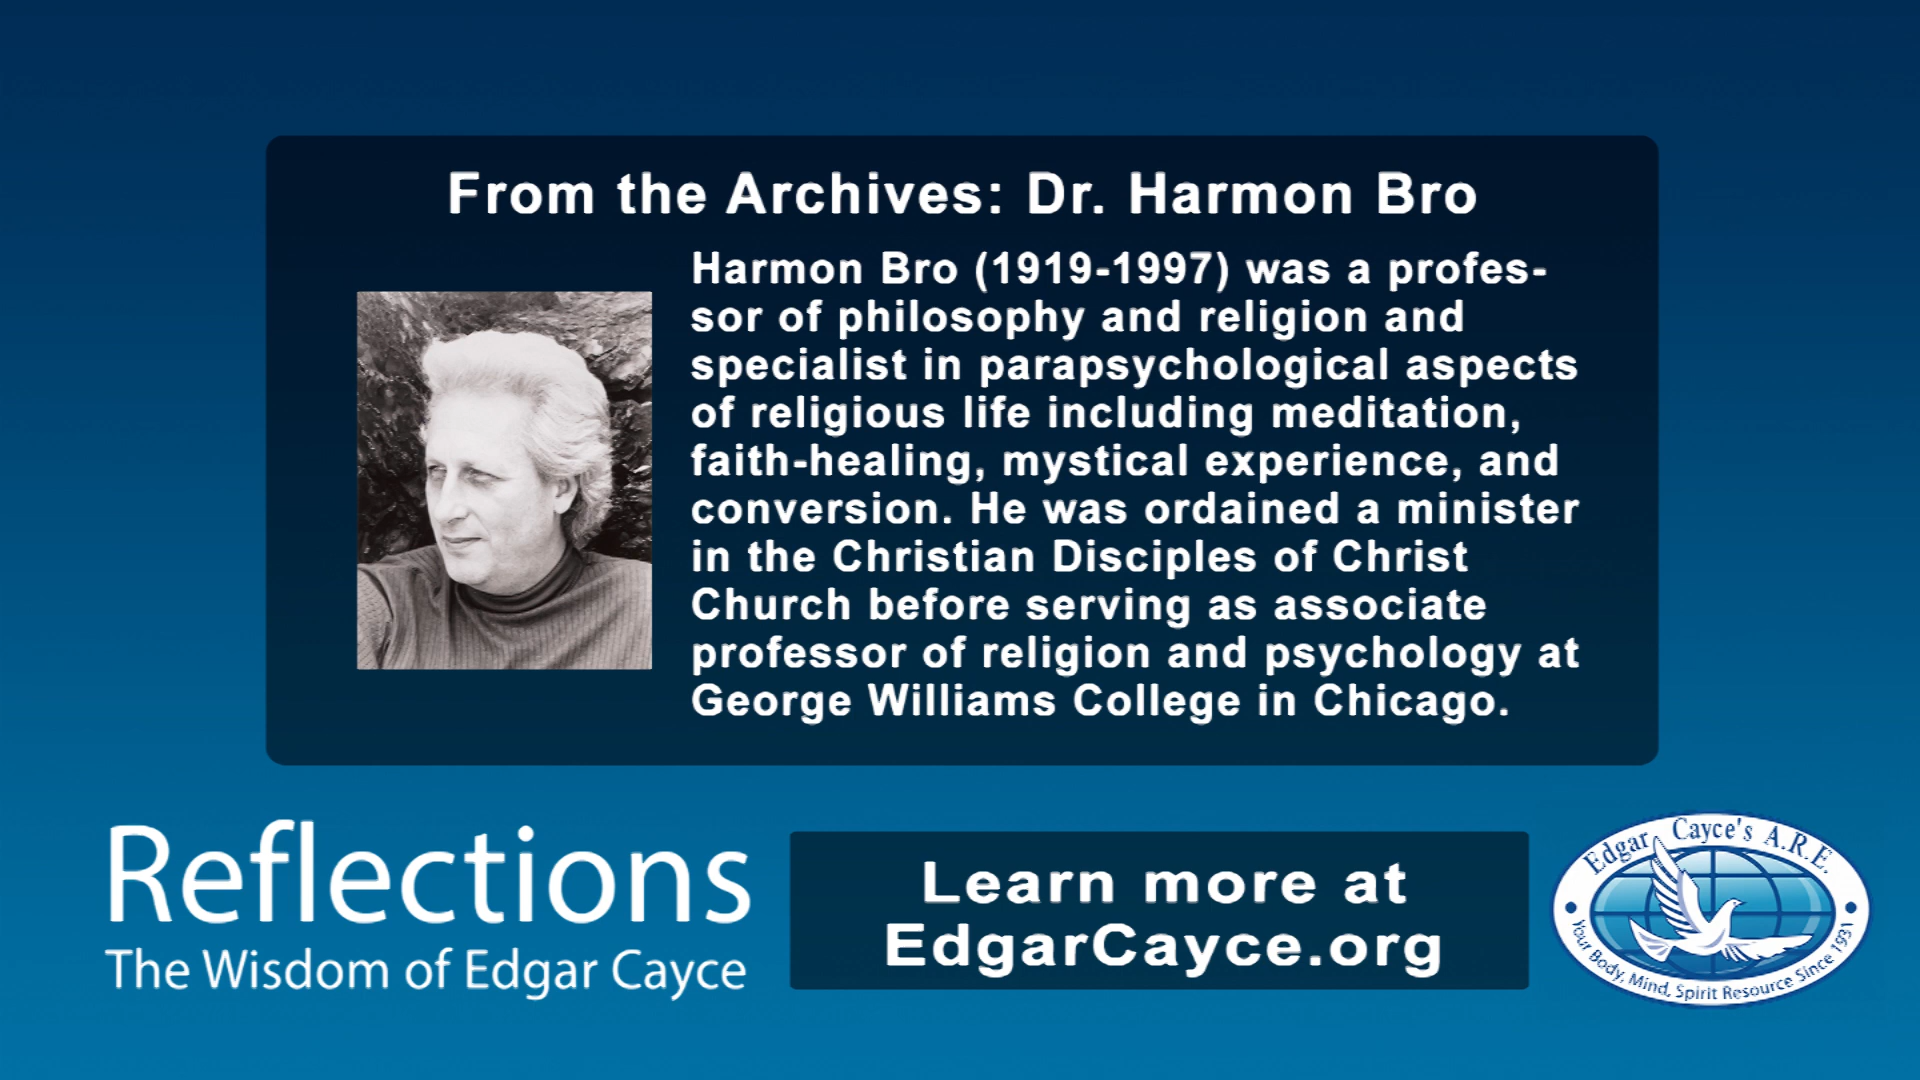 From the Archives: Dr. Harmon Bro
Harmon Bro (1919-1997) was a profes-
sor of philosophy and religion and
specialist in parapsychological aspects
of religious life including meditation,
faith-healing, mystical experience, and
conversion. He was ordained a minister
in the Christian Disciples of Christ
Church before serving as associate
professor of religion and psychology at
George Williams College in Chicago.
Reflections
The Wisdom of Edgar Cayce
Learn more at
EdgarCayce.org
Edgar Cayce's A.R.E.
Your Body, Mind, Spirit Resource Since 1931